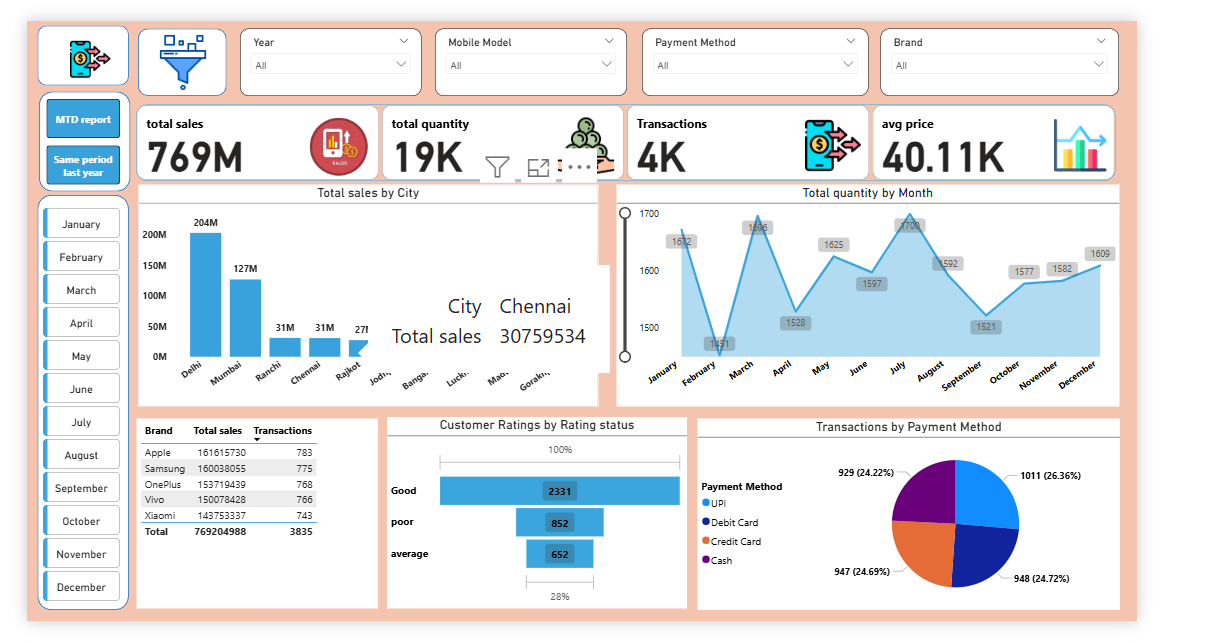 Year
All
Mobile Model
All
Payment Method
All
Brand
All
MTD report
Same period
last year
total sales
769M
SALES
total quantity
19K
Transactions
4K
avg price
40.11K
January
February
March
April
May
June
July
August
September
October
November
December
Total sales by City
200M
150M
100M
50M
0M
204M
127M
31M
31M
Delhi
Mumbai
Ranchi
Chennai
Rajkot
City Chennai
Total sales 30759534
Total quantity by Month
1700
1600
1500
1672
1451
1696
1528
1625
1597
1700
1592
1521
1577
1582
1609
January
February
March
April
May
June
July
August
September
October
November
December
Brand Total sales Transactions
Apple 161615730 783
Samsung 160038055 775
OnePlus 153719439 768
Vivo 150078428 766
Xiaomi 143753337 743
Total 769204988 3835
Customer Ratings by Rating status
100%
Good 2331
poor 852
average 652
28%
Transactions by Payment Method
Payment Method
UPI
Debit Card
Credit Card
Cash
929 (24.22%)
1011 (26.36%)
947 (24.69%)
948 (24.72%)